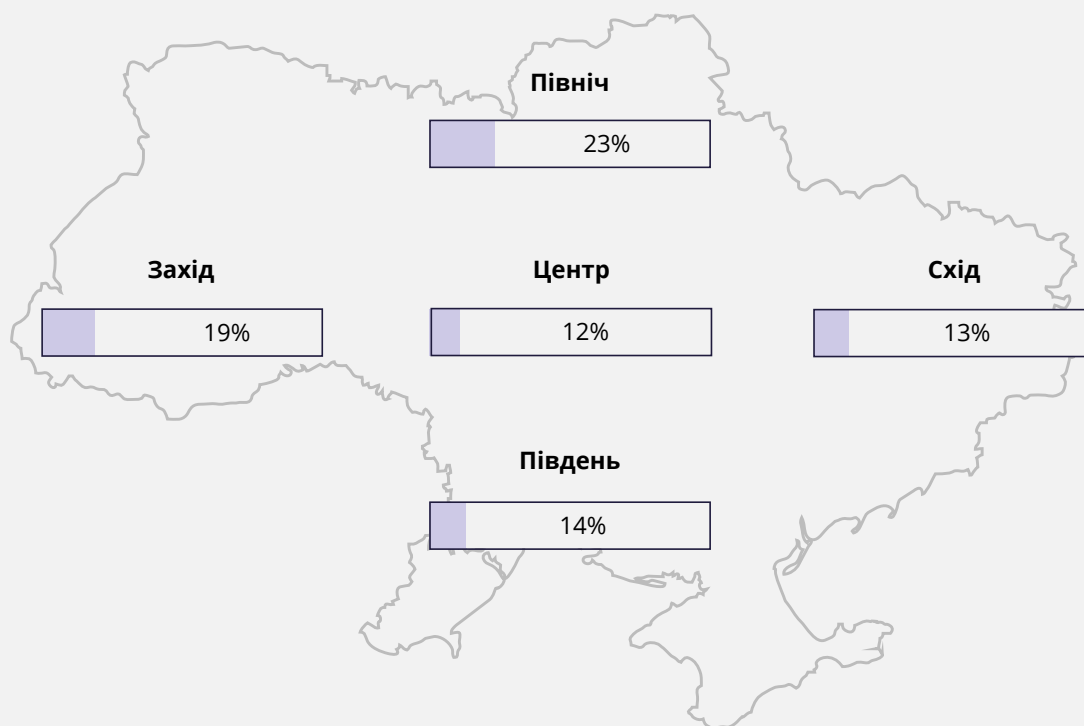 Північ
23%
Захід
19%
Центр
12%
Схід
13%
Південь
14%